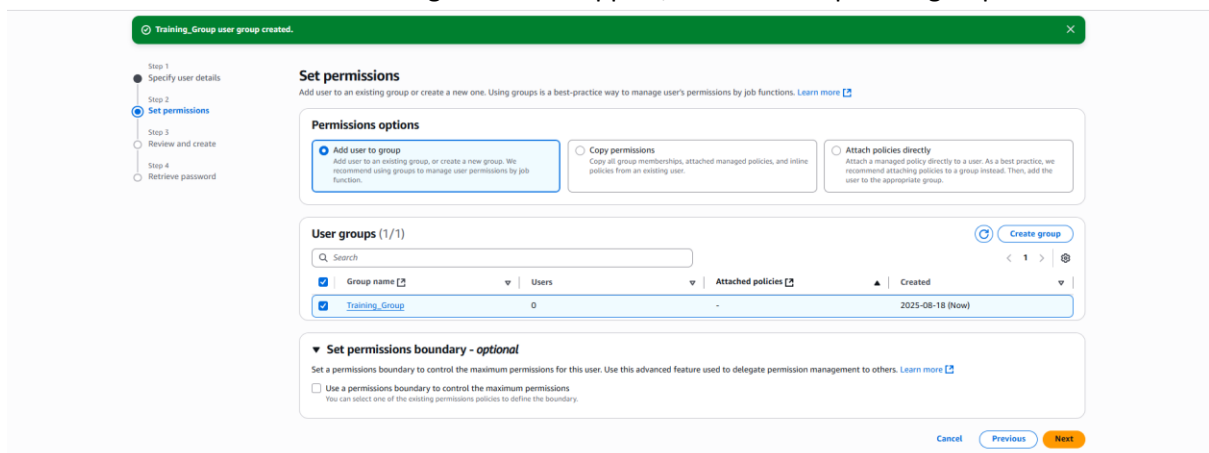 Training_Group user group created.
Step 1
Specify user details
Step 2
Set permissions
Step 3
Review and create
Step 4
Retrieve password
Set permissions
Add user to an existing group or create a new one. Using groups is a best-practice way to manage user's permissions by job functions. Learn more
Permissions options
Add user to group
Add user to an existing group, or create a new group. We
recommend using groups to manage user permissions by job
function.
Copy permissions
Copy all group memberships, attached managed policies, and inline
policies from an existing user.
Attach policies directly
Attach a managed policy directly to a user. As a best practice, we
recommend attaching policies to a group instead. Then, add the
user to the appropriate group.
User groups (1/1)
Create group
Search
1
Group name Users Attached policies Created
Training_Group 0 - 2025-08-18 (Now)
Set permissions boundary - optional
Set a permissions boundary to control the maximum permissions for this user. Use this advanced feature used to delegate permission management to others. Learn more
Use a permissions boundary to control the maximum permissions
You can select one of the existing permissions policies to define the boundary.
Cancel Previous Next